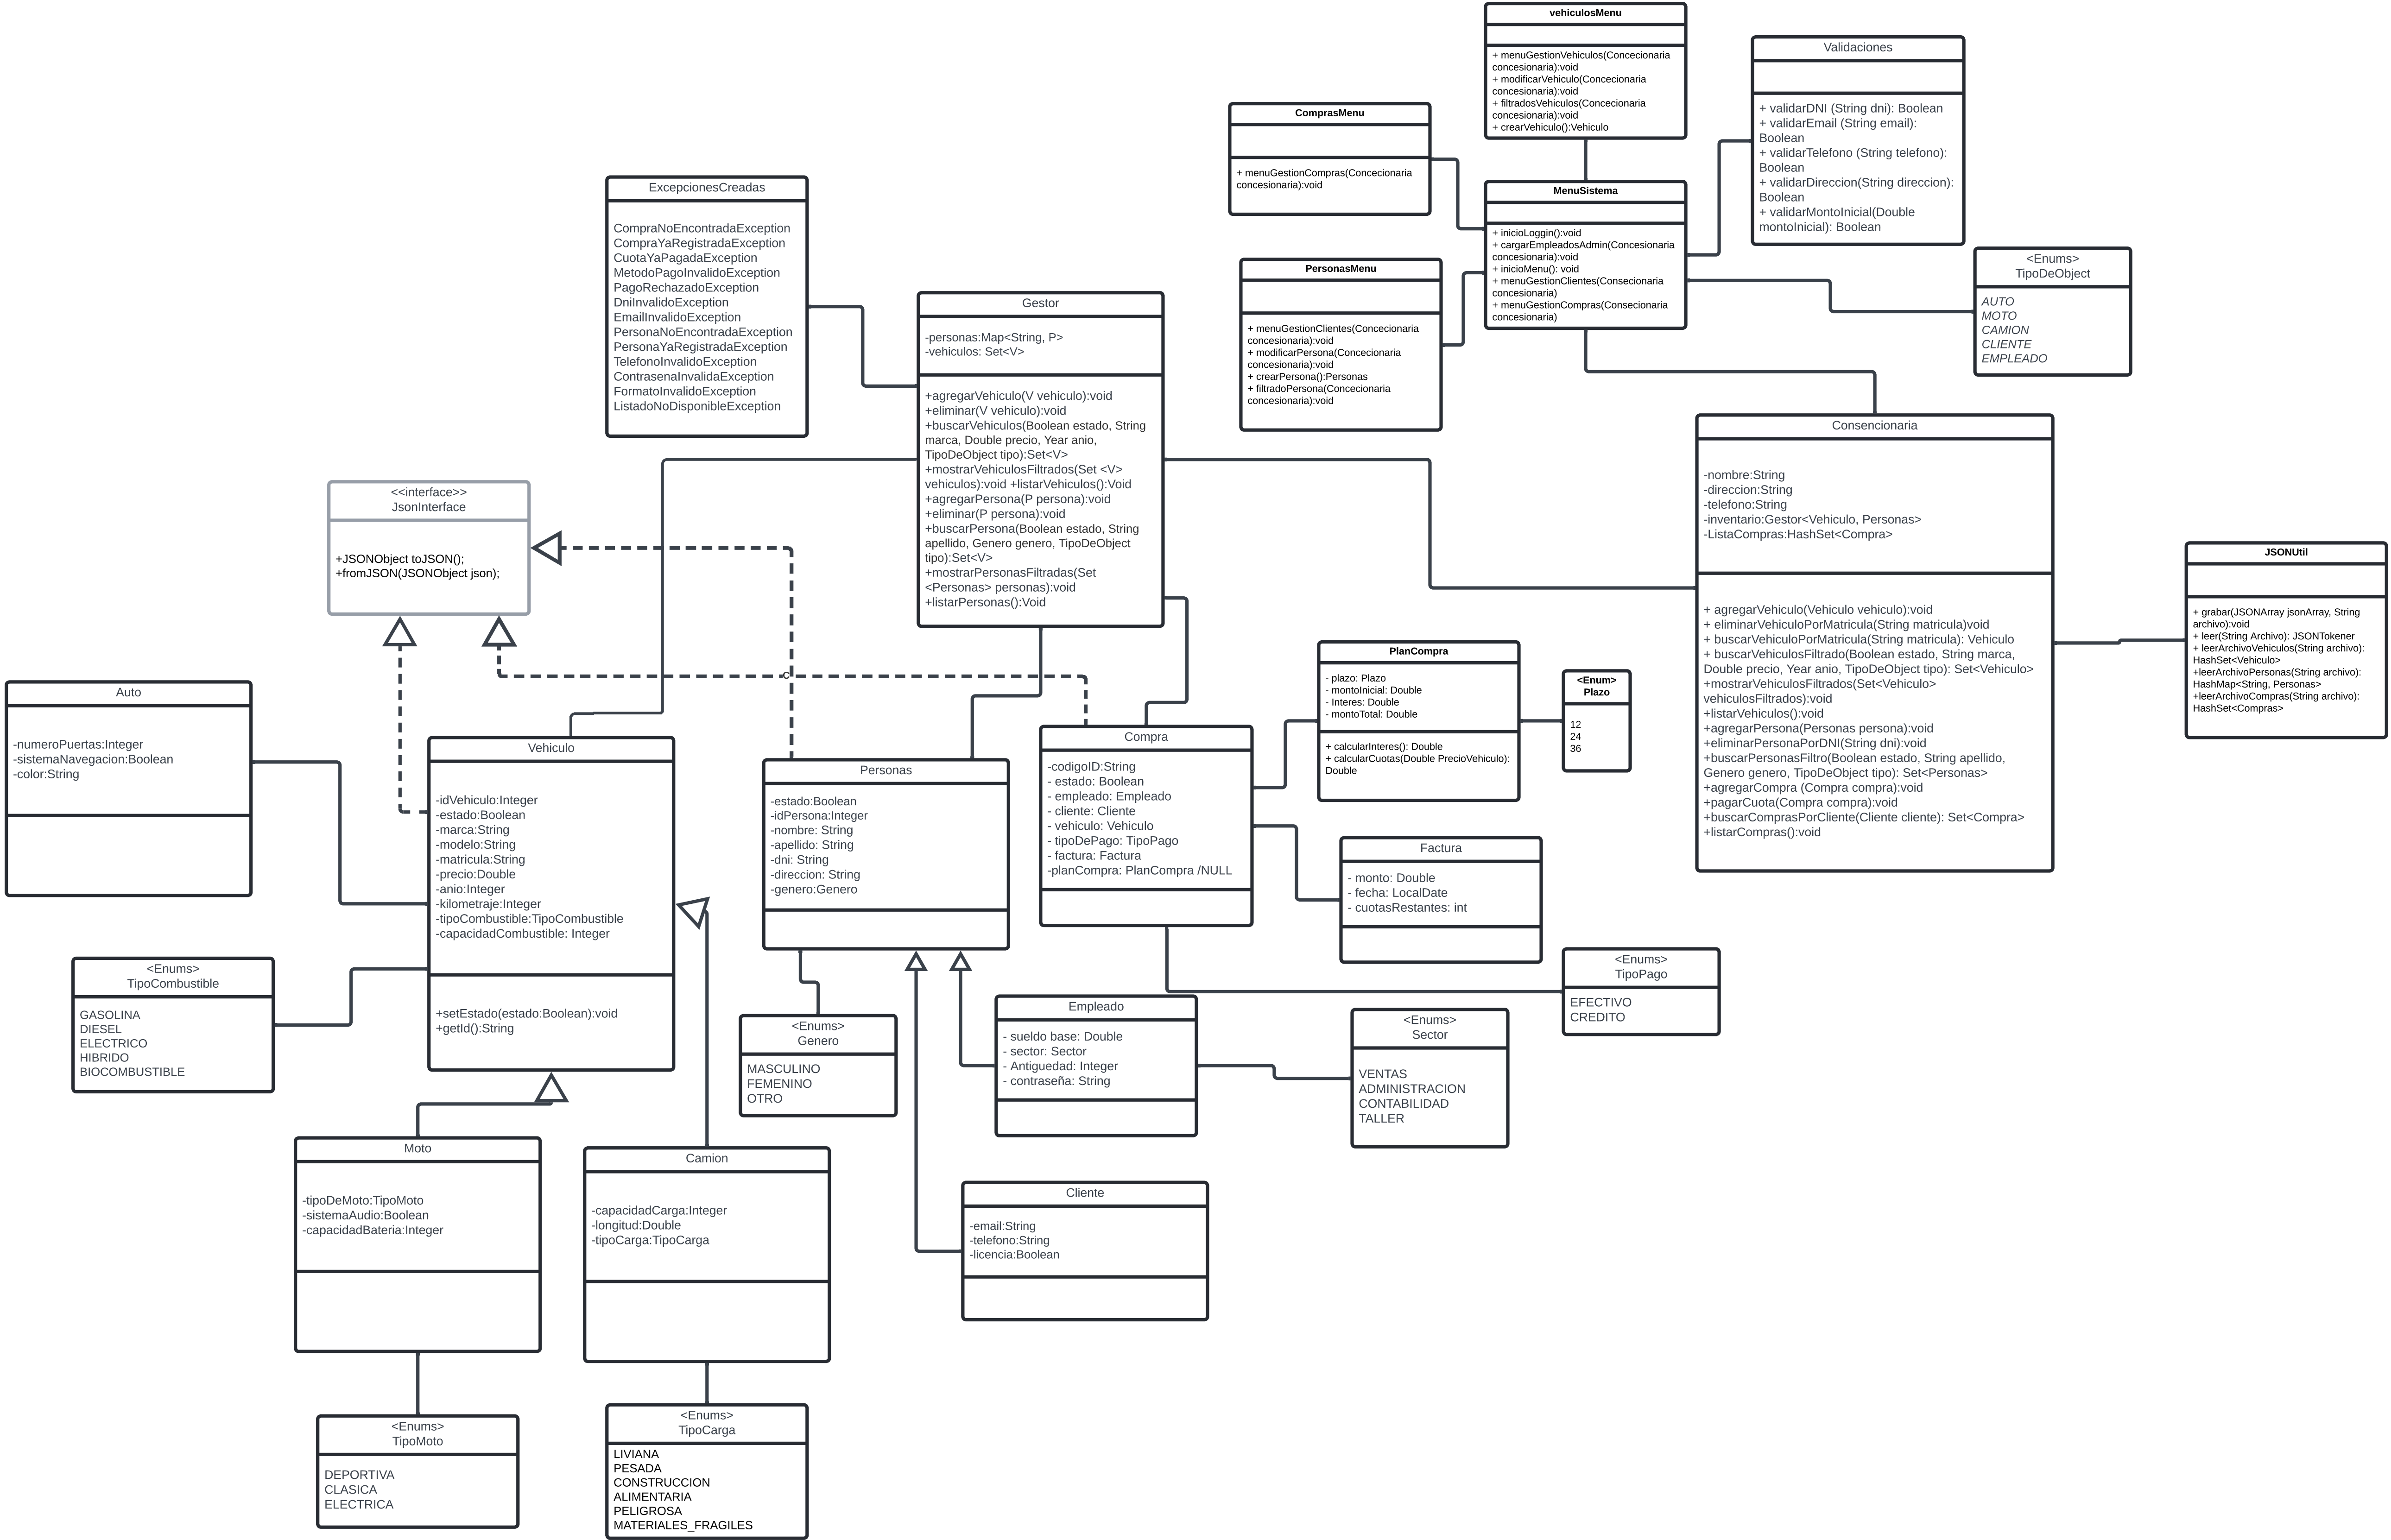 vehiculosMenu
+ menuGestionVehiculos(Concecionaria
concesionaria):void
+ modificarVehiculo(Concecionaria
concesionaria):void
+ filtradosVehiculos(Concecionaria
concesionaria):void
+ crearVehiculo():Vehiculo
Validaciones
+ validarDNI (String dni): Boolean
+ validarEmail (String email):
Boolean
+ validarTelefono (String telefono):
Boolean
+ validarDireccion(String direccion):
Boolean
+ validarMontoInicial(Double
montoInicial): Boolean
ComprasMenu
+ menuGestionCompras(Concecionaria
concesionaria):void
MenuSistema
+ inicioLoggin():void
+ cargarEmpleadosAdmin(Concesionaria
concesionaria):void
+ inicioMenu(): void
+ menuGestionClientes(Consecionaria
concesionaria)
+ menuGestionCompras(Consecionaria
concesionaria)
ExcepcionesCreadas
CompraNoEncontradaException
CompraYaRegistradaException
CuotaYaPagadaException
MetodoPagoInvalidoException
PagoRechazadoException
DniInvalidoException
EmailInvalidoException
PersonaNoEncontradaException
PersonaYaRegistradaException
TelefonoInvalidoException
ContrasenaInvalidaException
FormatoInvalidoException
ListadoNoDisponibleException
PersonasMenu
+ menuGestionClientes(Concecionaria
concesionaria):void
+ modificarPersona(Concecionaria
concesionaria):void
+ crearPersona():Personas
+ filtradoPersona(Concecionaria
concesionaria):void
<Enums>
TipoDeObject
AUTO
MOTO
CAMION
CLIENTE
EMPLEADO
Gestor
-personas:Map<String, P>
-vehiculos: Set<V>
+agregarVehiculo(V vehiculo):void
+eliminar(V vehiculo):void
+buscarVehiculos(Boolean estado, String
marca, Double precio, Year anio,
TipoDeObject tipo):Set<V>
+mostrarVehiculosFiltrados(Set <V>
vehiculos):void +listarVehiculos():Void
+agregarPersona(P persona):void
+eliminar(P persona):void
+buscarPersona(Boolean estado, String
apellido, Genero genero, TipoDeObject
tipo):Set<V>
+mostrarPersonasFiltradas(Set
<Personas> personas):void
+listarPersonas():Void
Consencionaria
-nombre:String
-direccion:String
-telefono:String
-inventario:Gestor<Vehiculo, Personas>
-ListaCompras:HashSet<Compra>
+ agregarVehiculo(Vehiculo vehiculo):void
+ eliminarVehiculoPorMatricula(String matricula)void
+ buscarVehiculoPorMatricula(String matricula): Vehiculo
+ buscarVehiculosFiltrado(Boolean estado, String marca,
Double precio, Year anio, TipoDeObject tipo): Set<Vehiculo>
+mostrarVehiculosFiltrados(Set<Vehiculo>
vehiculosFiltrados):void
+listarVehiculos():void
+agregarPersona(Personas persona):void
+eliminarPersonaPorDNI(String dni):void
+buscarPersonasFiltro(Boolean estado, String apellido,
Genero genero, TipoDeObject tipo): Set<Personas>
+agregarCompra (Compra compra):void
+pagarCuota(Compra compra):void
+buscarComprasPorCliente(Cliente cliente): Set<Compra>
+listarCompras():void
<<interface>>
JsonInterface
+JSONObject toJSON();
+fromJSON(JSONObject json);
JSONUtil
+ grabar(JSONArray jsonArray, String
archivo):void
+ leer(String Archivo): JSONTokener
+ leerArchivoVehiculos(String archivo):
HashSet<Vehiculo>
+leerArchivoPersonas(String archivo):
HashMap<String, Personas>
+leerArchivoCompras(String archivo):
HashSet<Compras>
C
PlanCompra
- plazo: Plazo
- montoInicial: Double
- Interes: Double
- montoTotal: Double
+ calcularInteres(): Double
+ calcularCuotas(Double PrecioVehiculo):
Double
<Enum>
Plazo
12
24
36
Auto
-numeroPuertas:Integer
-sistemaNavegacion:Boolean
-color:String
Vehiculo
-idVehiculo:Integer
-estado:Boolean
-marca:String
-modelo:String
-matricula:String
-precio:Double
-anio:Integer
-kilometraje:Integer
-tipoCombustible:TipoCombustible
-capacidadCombustible: Integer
+setEstado(estado:Boolean):void
+getId():String
Personas
-estado:Boolean
-idPersona:Integer
-nombre: String
-apellido: String
-dni: String
-direccion: String
-genero:Genero
Compra
-codigoID:String
- estado: Boolean
- empleado: Empleado
- cliente: Cliente
- vehiculo: Vehiculo
- tipoDePago: TipoPago
- factura: Factura
-planCompra: PlanCompra /NULL
Factura
- monto: Double
- fecha: LocalDate
- cuotasRestantes: int
<Enums>
TipoCombustible
GASOLINA
DIESEL
ELECTRICO
HIBRIDO
BIOCOMBUSTIBLE
<Enums>
TipoPago
EFECTIVO
CREDITO
<Enums>
Genero
MASCULINO
FEMENINO
OTRO
Empleado
- sueldo base: Double
- sector: Sector
- Antiguedad: Integer
- contraseña: String
<Enums>
Sector
VENTAS
ADMINISTRACION
CONTABILIDAD
TALLER
Moto
-tipoDeMoto:TipoMoto
-sistemaAudio:Boolean
-capacidadBateria:Integer
Camion
-capacidadCarga:Integer
-longitud:Double
-tipoCarga:TipoCarga
Cliente
-email:String
-telefono:String
-licencia:Boolean
<Enums>
TipoMoto
DEPORTIVA
CLASICA
ELECTRICA
<Enums>
TipoCarga
LIVIANA
PESADA
CONSTRUCCION
ALIMENTARIA
PELIGROSA
MATERIALES_FRAGILES